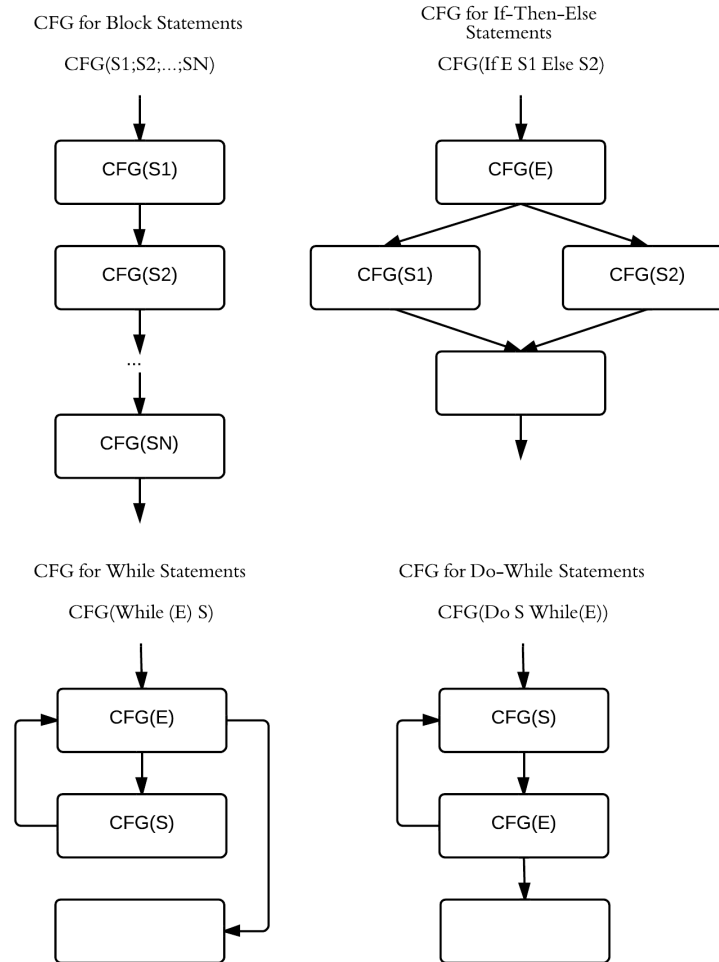 CFG for Block Statements
CFG(S1;S2;...;SN)
CFG(S1)
CFG(S2)
...
CFG(SN)
CFG for If-Then-Else
Statements
CFG(If E S1 Else S2)
CFG(E)
CFG(S1)
CFG(S2)
CFG for While Statements
CFG(While (E) S)
CFG(E)
CFG(S)
CFG for Do-While Statements
CFG(Do S While(E))
CFG(S)
CFG(E)